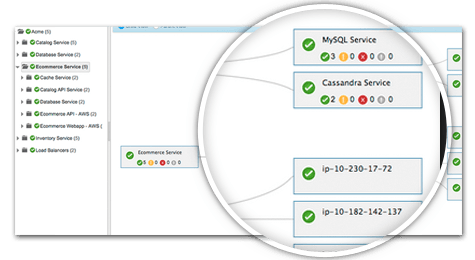 Acme (5)
Catalog Service (2)
Database Service (2)
Ecommerce Service (5)
Cache Service (2)
Catalog API Service (2)
Database Service (2)
Ecommerce API - AWS (2)
Ecommerce Webapp - AWS (
Inventory Service (5)
Load Balancers (2)
Ecommerce Service
5 0 0 0
MySQL Service
3 0 0 0
Cassandra Service
2 0 0 0
ip-10-230-17-72
ip-10-182-142-137